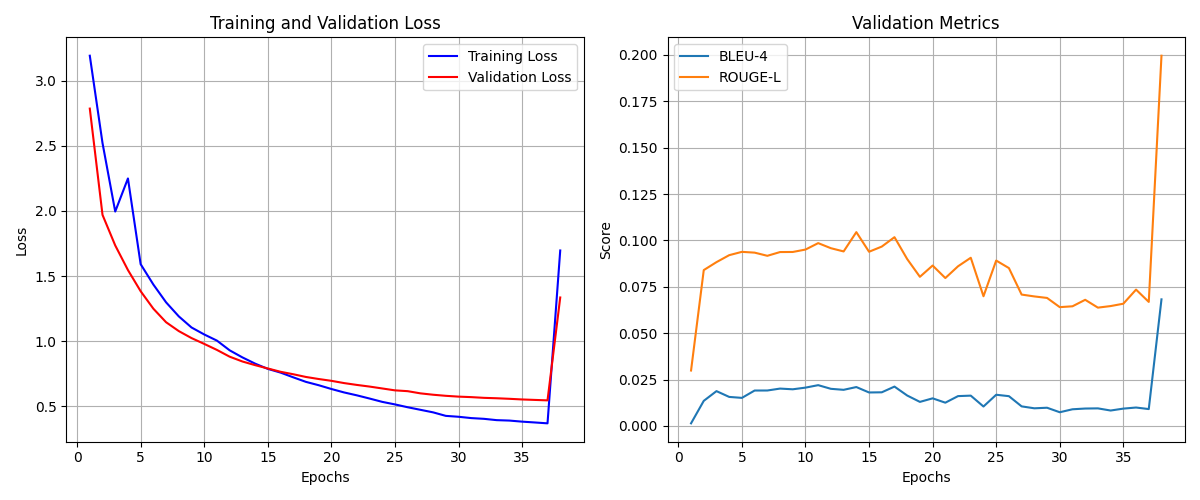 Training and Validation Loss
Training Loss
Validation Loss
3.0
2.5
2.0
1.5
1.0
0.5
Loss
0 5 10 15 20 25 30 35
Epochs
Validation Metrics
BLEU-4
ROUGE-L
0.200
0.175
0.150
0.125
0.100
0.075
0.050
0.025
0.000
Score
0 5 10 15 20 25 30 35
Epochs